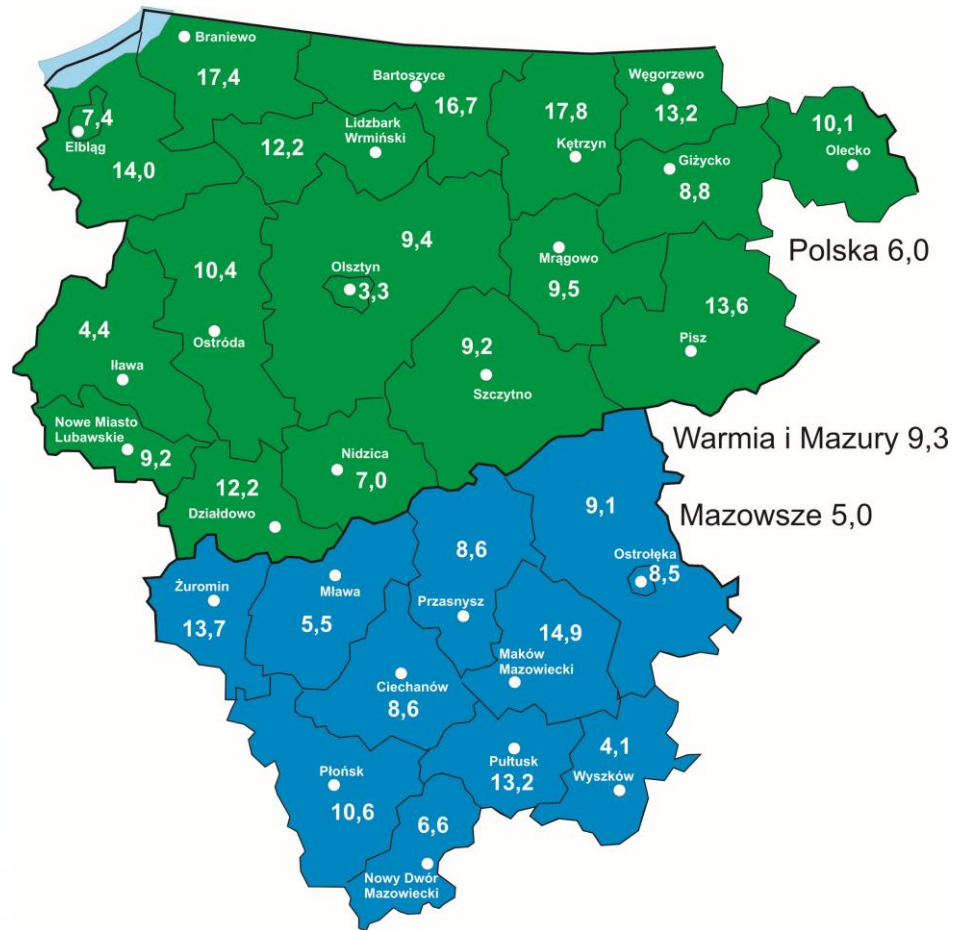 Braniewo
17,4
Bartoszyce
16,7
Węgorzewo
13,2
7,4
Elbląg
14,0
12,2
Lidzbark
Wrmiński
17,8
Kętrzyn
Giżycko
8,8
10,1
Olecko
Polska 6,0
10,4
Ostróda
9,4
Olsztyn
3,3
Mrągowo
9,5
13,6
Pisz
4,4
Iława
9,2
Szczytno
Nowe Miasto
Lubawskie
9,2
Nidzica
7,0
Warmia i Mazury 9,3
12,2
Działdowo
9,1
Mazowsze 5,0
Ostrołęka
8,5
Żuromin
13,7
Mława
5,5
8,6
Przasnysz
14,9
Maków
Mazowiecki
Ciechanów
8,6
Płońsk
10,6
Pułtusk
13,2
4,1
Wyszków
6,6
Nowy Dwór
Mazowiecki